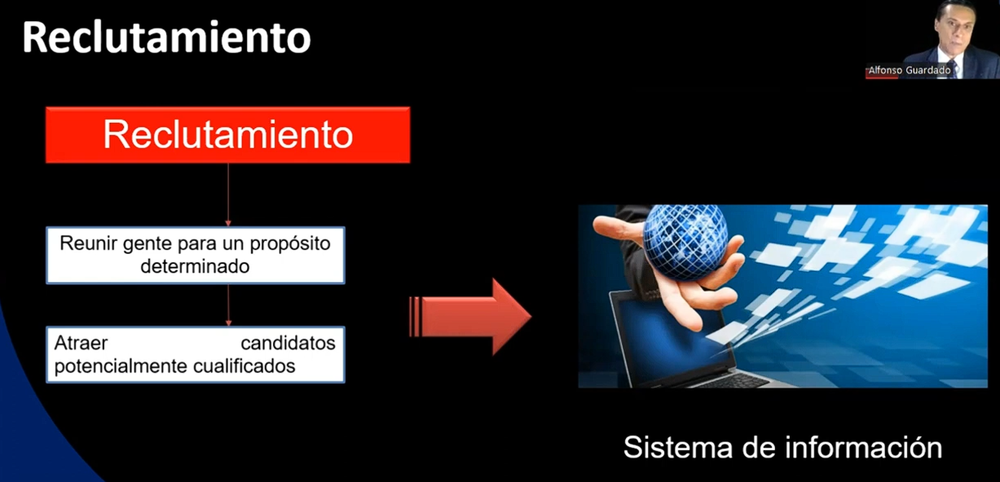 Reclutamiento
Alfonso Guardado
Reclutamiento
Reunir gente para un propósito
determinado
Atraer candidatos
potencialmente cualificados
Sistema de información